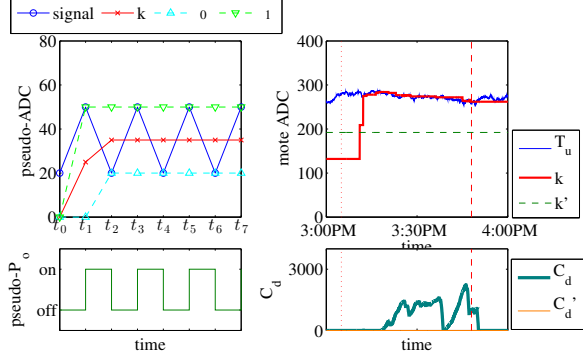 signal k 0 1
pseudo-ADC
80
60
40
20
0
t0 t1 t2 t3 t4 t5 t6 t7
mote ADC
400
300
200
100
0
3:00PM 3:30PM 4:00PM
time
Tu
k
k'
pseudo-Po
on
off
time
Cd
3000
0
time
Cd
Cd'